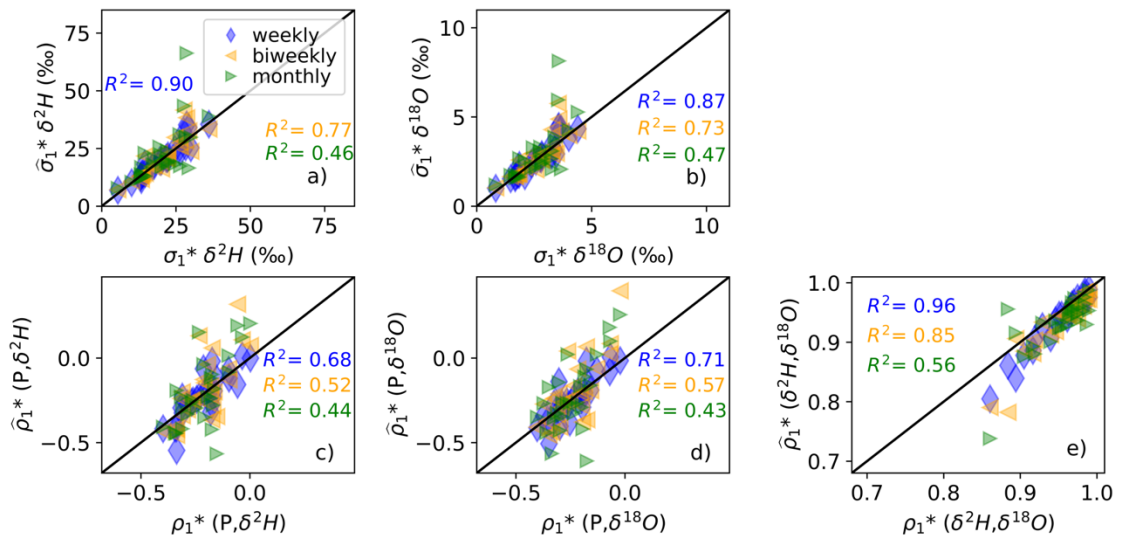 75
50
25
0
σ̂₁* δ²H (‰)
weekly
biweekly
monthly
R²= 0.90
R²= 0.77
R²= 0.46
a)
0 25 50 75
σ₁* δ²H (‰)
10
5
0
σ̂₁* δ¹⁸O (‰)
R²= 0.87
R²= 0.73
R²= 0.47
b)
0 5 10
σ₁* δ¹⁸O (‰)
0.0
−0.5
ρ̂₁* (P,δ²H)
R²= 0.68
R²= 0.52
R²= 0.44
c)
−0.5 0.0
ρ₁* (P,δ²H)
0.0
−0.5
ρ̂₁* (P,δ¹⁸O)
R²= 0.71
R²= 0.57
R²= 0.43
d)
−0.5 0.0
ρ₁* (P,δ¹⁸O)
1.0
0.9
0.8
0.7
ρ̂₁* (δ²H,δ¹⁸O)
R²= 0.96
R²= 0.85
R²= 0.56
e)
0.7 0.8 0.9 1.0
ρ₁* (δ²H,δ¹⁸O)